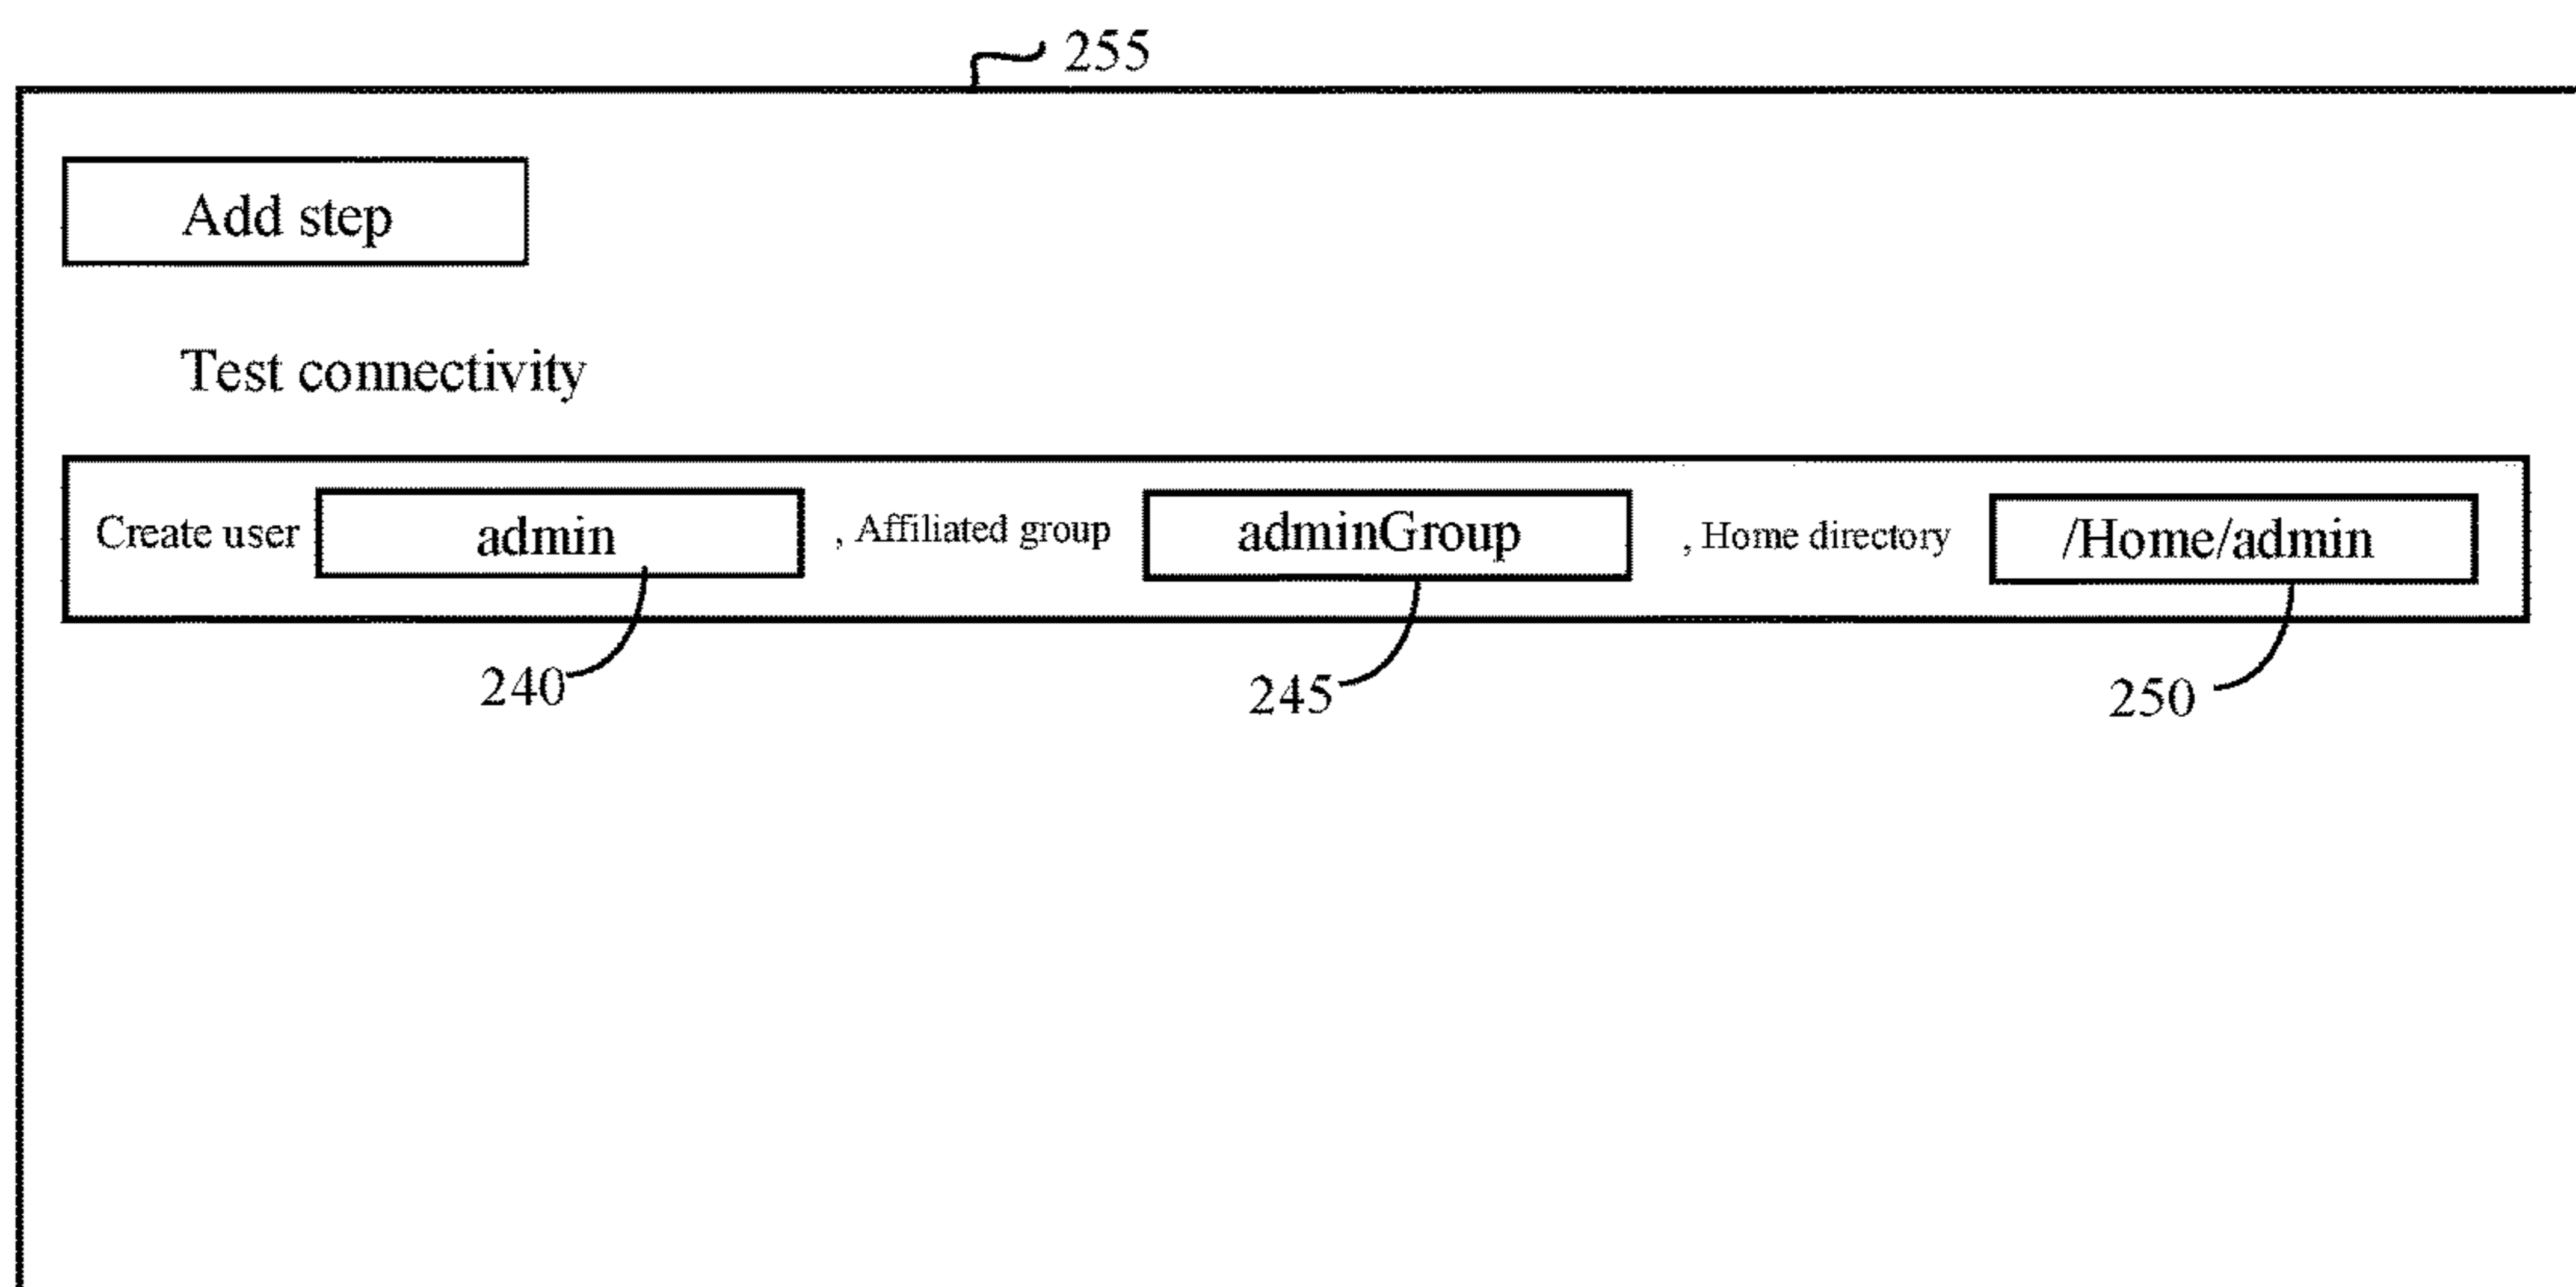 255
Add step
Test connectivity
Create user admin , Affiliated group adminGroup , Home directory /Home/admin
240 245 250